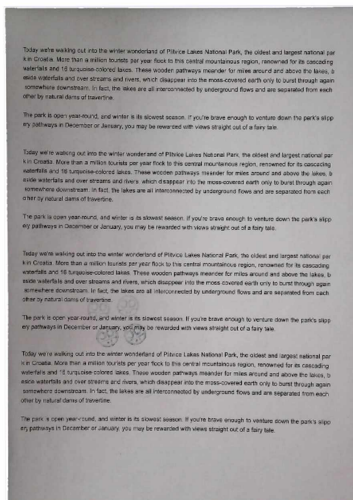 Today we're walking out into the winter wonderland of Plitvice Lakes National Park, the oldest and largest national par
k in Croatia. More than a million tourists per year flock to this central mountainous region, renowned for its cascading
waterfalls and 16 turquoise-colored lakes. These wooden pathways meander for miles around and above the lakes, b
eside waterfalls and over streams and rivers, which disappear into the moss-covered earth only to burst through again
somewhere downstream. In fact, the lakes are all interconnected by underground flows and are separated from each
other by natural dams of travertine.
The park is open year-round, and winter is its slowest season. If you're brave enough to venture down the park's slipp
ery pathways in December or January, you may be rewarded with views straight out of a fairy tale.
Today we're walking out into the winter wonderland of Plitvice Lakes National Park, the oldest and largest national par
k in Croatia. More than a million tourists per year flock to this central mountainous region, renowned for its cascading
waterfalls and 16 turquoise-colored lakes. These wooden pathways meander for miles around and above the lakes, b
eside waterfalls and over streams and rivers, which disappear into the moss-covered earth only to burst through again
somewhere downstream. In fact, the lakes are all interconnected by underground flows and are separated from each
other by natural dams of travertine.
The park is open year-round, and winter is its slowest season. If you're brave enough to venture down the park's slipp
ery pathways in December or January, you may be rewarded with views straight out of a fairy tale.
Today we're walking out into the winter wonderland of Plitvice Lakes National Park, the oldest and largest national par
k in Croatia. More than a million tourists per year flock to this central mountainous region, renowned for its cascading
waterfalls and 16 turquoise-colored lakes. These wooden pathways meander for miles around and above the lakes, b
eside waterfalls and over streams and rivers, which disappear into the moss-covered earth only to burst through again
somewhere downstream. In fact, the lakes are all interconnected by underground flows and are separated from each
other by natural dams of travertine.
The park is open year-round, and winter is its slowest season. If you're brave enough to venture down the park's slipp
ery pathways in December or January, you may be rewarded with views straight out of a fairy tale.
Today we're walking out into the winter wonderland of Plitvice Lakes National Park, the oldest and largest national par
k in Croatia. More than a million tourists per year flock to this central mountainous region, renowned for its cascading
waterfalls and 16 turquoise-colored lakes. These wooden pathways meander for miles around and above the lakes, b
eside waterfalls and over streams and rivers, which disappear into the moss-covered earth only to burst through again
somewhere downstream. In fact, the lakes are all interconnected by underground flows and are separated from each
other by natural dams of travertine.
The park is open year-round, and winter is its slowest season. If you're brave enough to venture down the park's slipp
ery pathways in December or January, you may be rewarded with views straight out of a fairy tale.